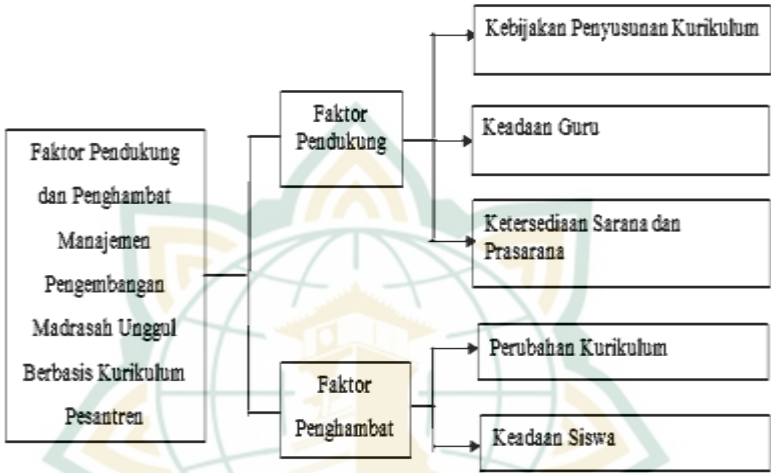 Faktor Pendukung
dan Penghambat
Manajemen
Pengembangan
Madrasah Unggul
Berbasis Kurikulum
Pesantren
Faktor
Pendukung
Kebijakan Penyusunan Kurikulum
Keadaan Guru
Ketersediaan Sarana dan
Prasarana
Faktor
Penghambat
Perubahan Kurikulum
Keadaan Siswa